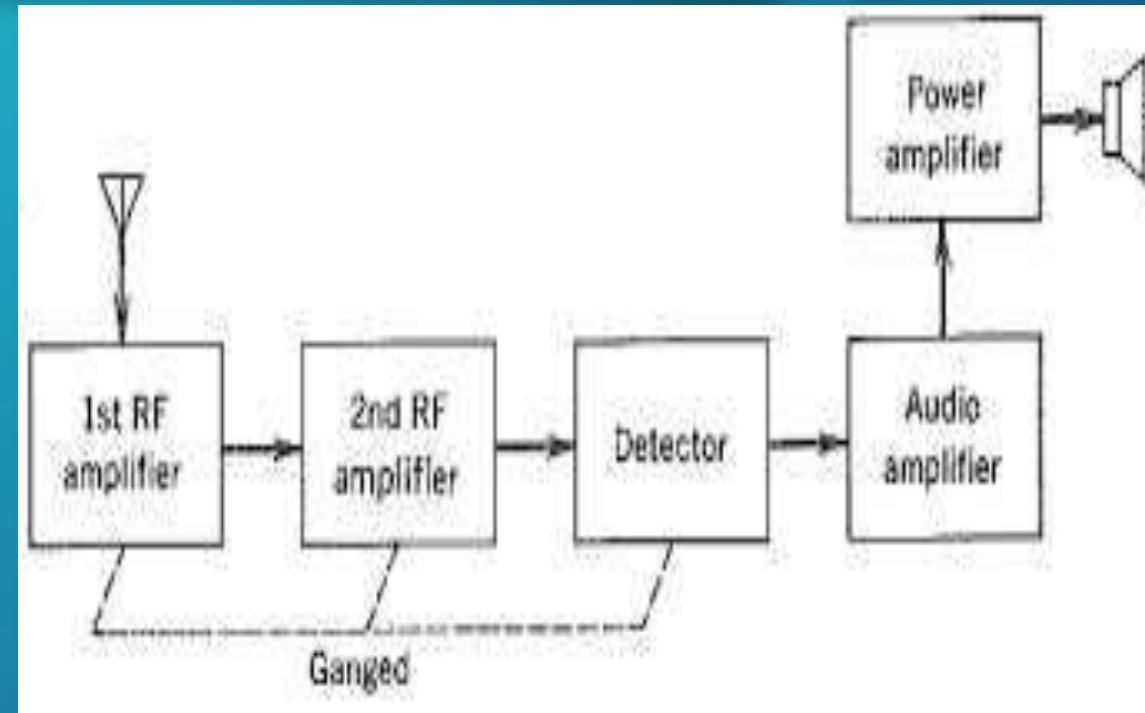 1st RF
amplifier
2nd RF
amplifier
Detector
Audio
amplifier
Power
amplifier
Ganged